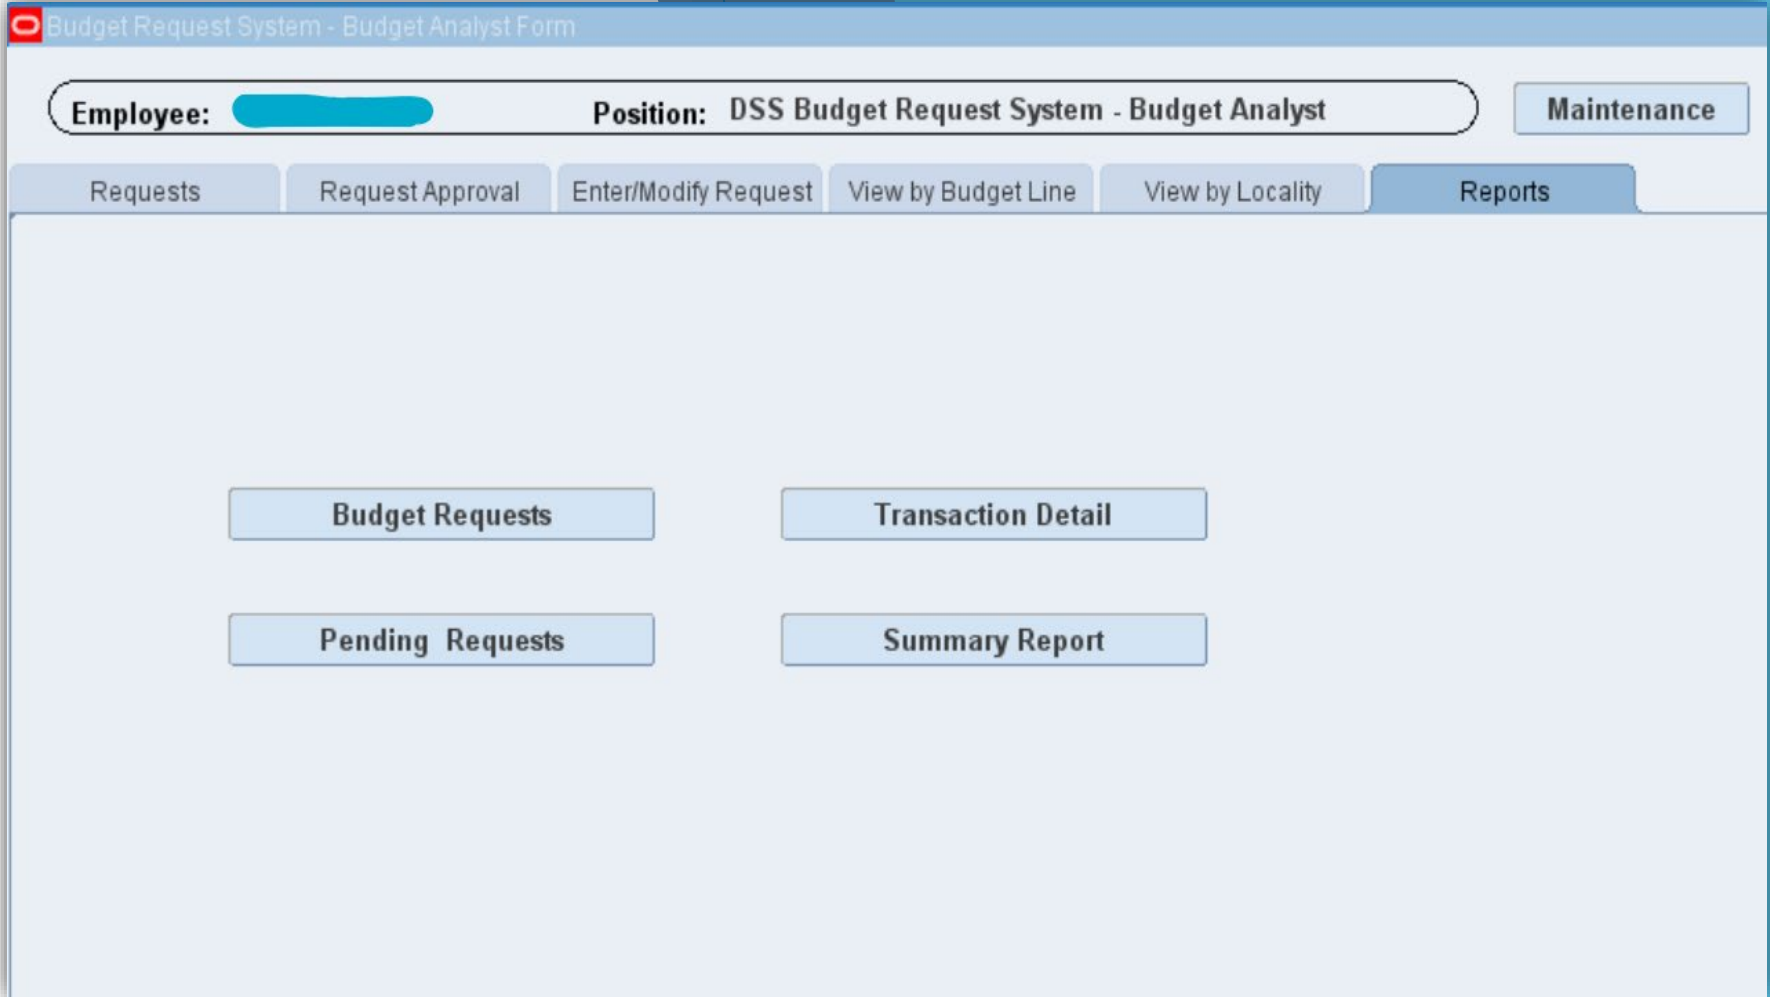 Budget Request System - Budget Analyst Form
Employee: Position: DSS Budget Request System - Budget Analyst Maintenance
Requests Request Approval Enter/Modify Request View by Budget Line View by Locality Reports
Budget Requests Transaction Detail
Pending Requests Summary Report